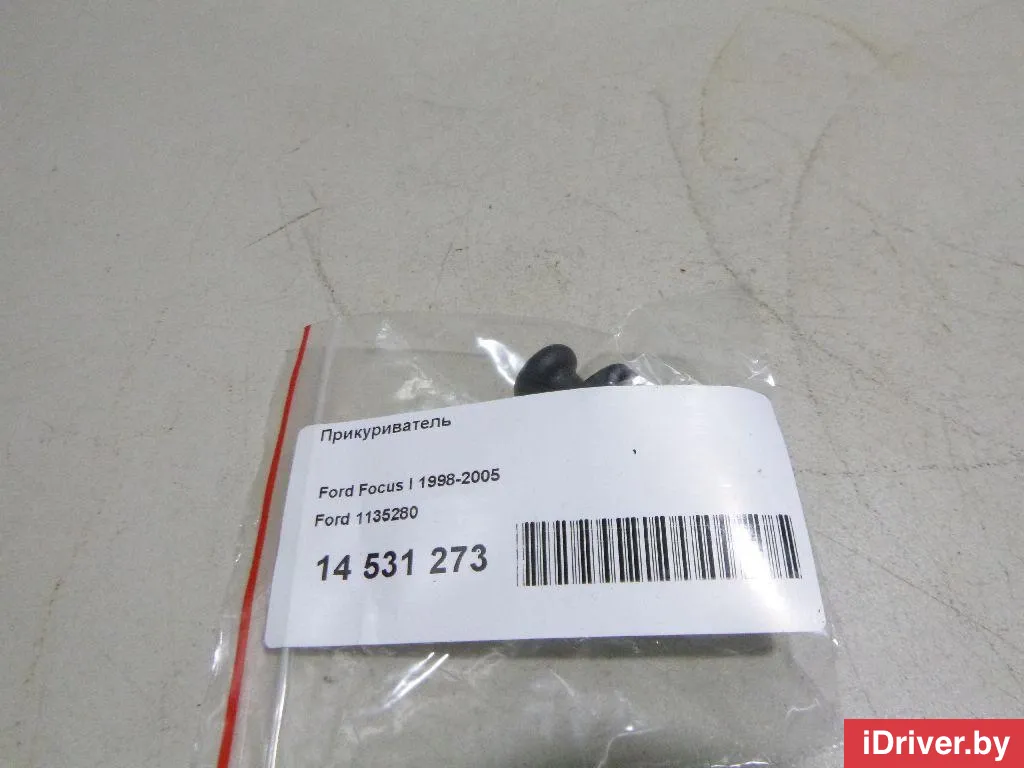 Прикуриватель
Ford Focus I 1998-2005
Ford 1135280
14 531 273
iDriver.by